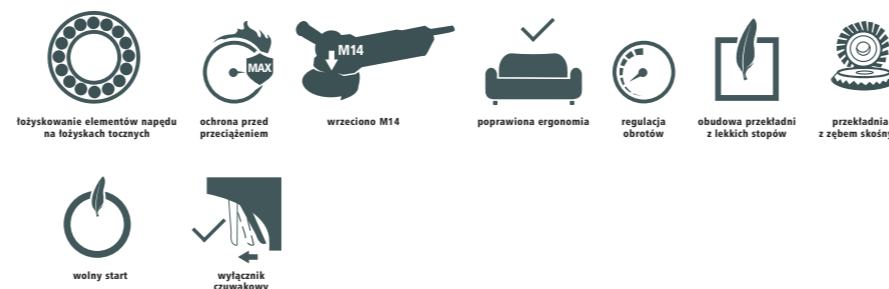 M14
MAX
łożyskowanie elementów napędu
na łożyskach tocznych
ochrona przed
przeciążeniem
wrzeciono M14
poprawiona ergonomia
regulacja
obrotów
obudowa przekładni
z lekkich stopów
przekładnia
z zębem
wolny start
wyłącznik
czuwakowy